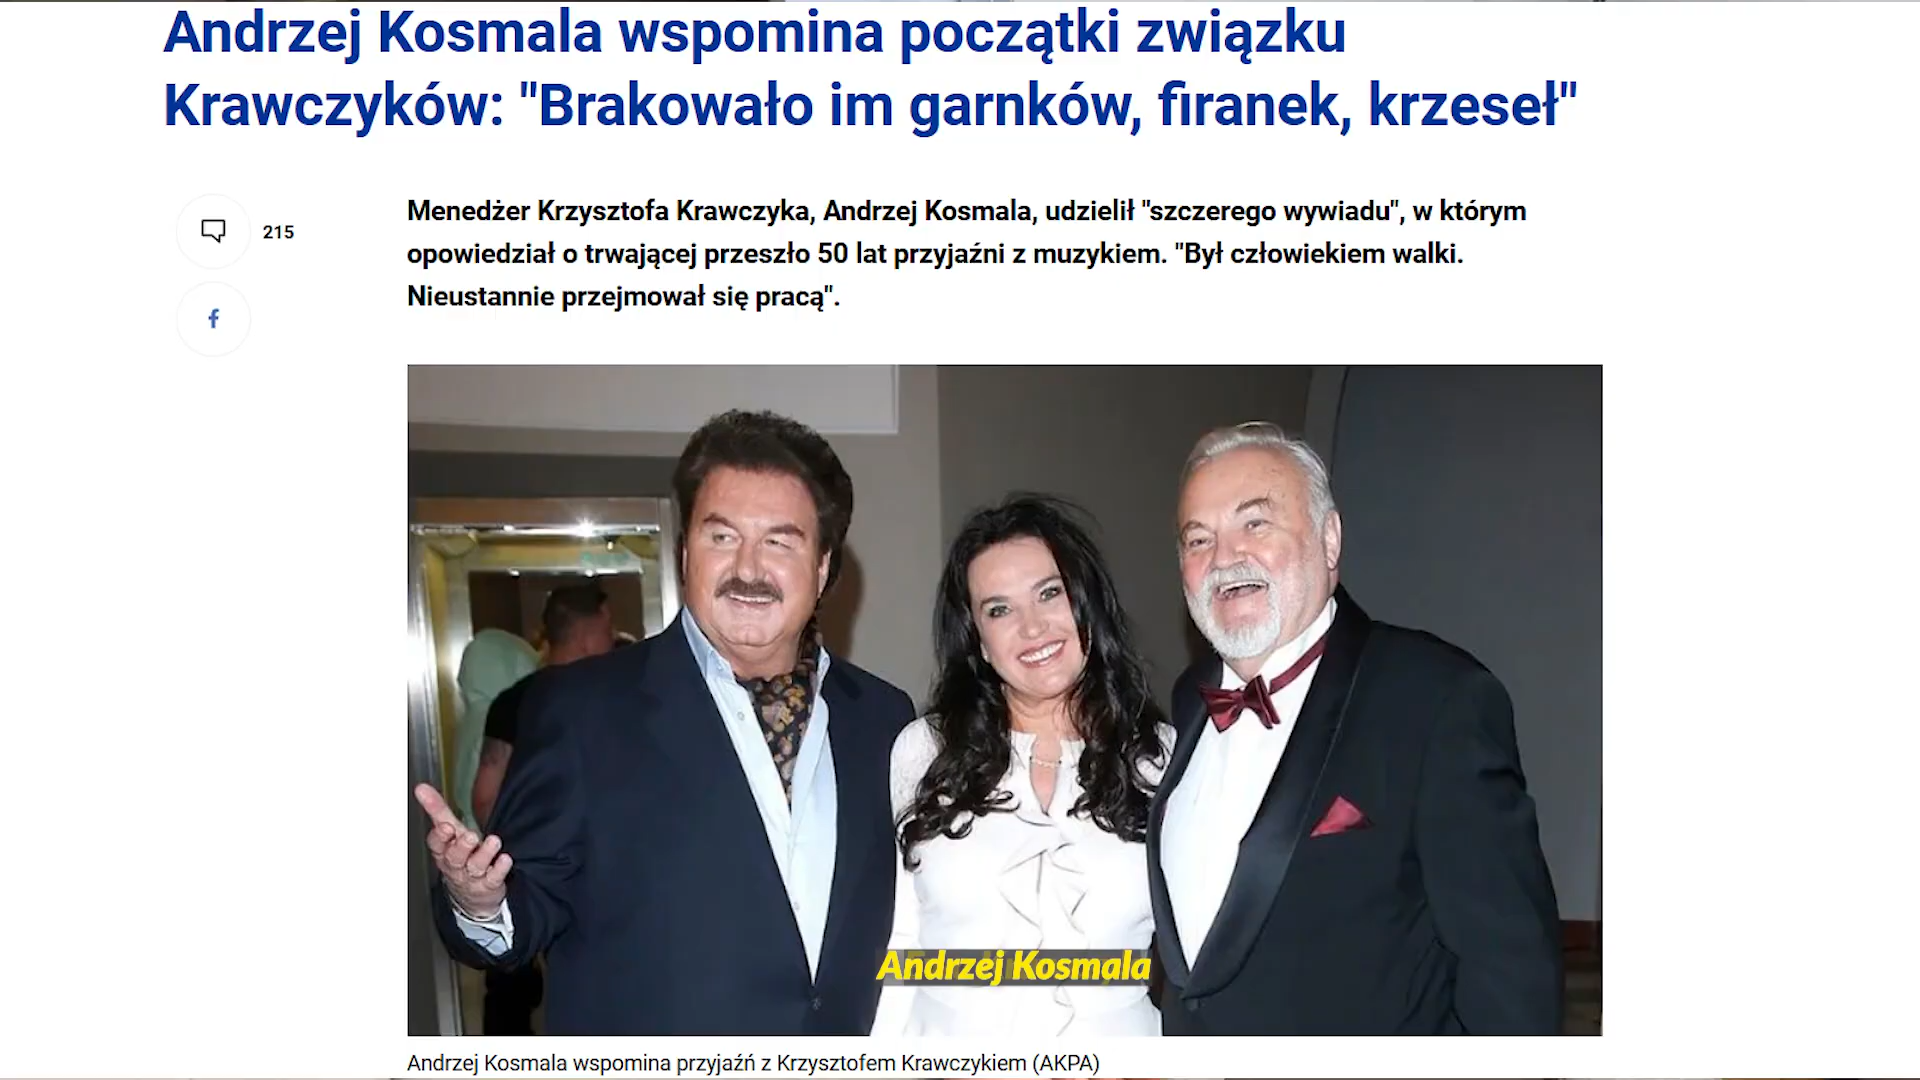 Andrzej Kosmala wspomina początki związku
Krawczyków: "Brakowało im garnków, firanek, krzeseł"
215
Menedżer Krzysztofa Krawczyka, Andrzej Kosmala, udzielił "szczerego wywiadu", w którym
opowiedział o trwającej przeszło 50 lat przyjaźni z muzykiem. "Był człowiekiem walki.
Nieustannie przejmował się pracą".
Andrzej Kosmala
Andrzej Kosmala wspomina przyjaźń z Krzysztofem Krawczykiem (AKPA)